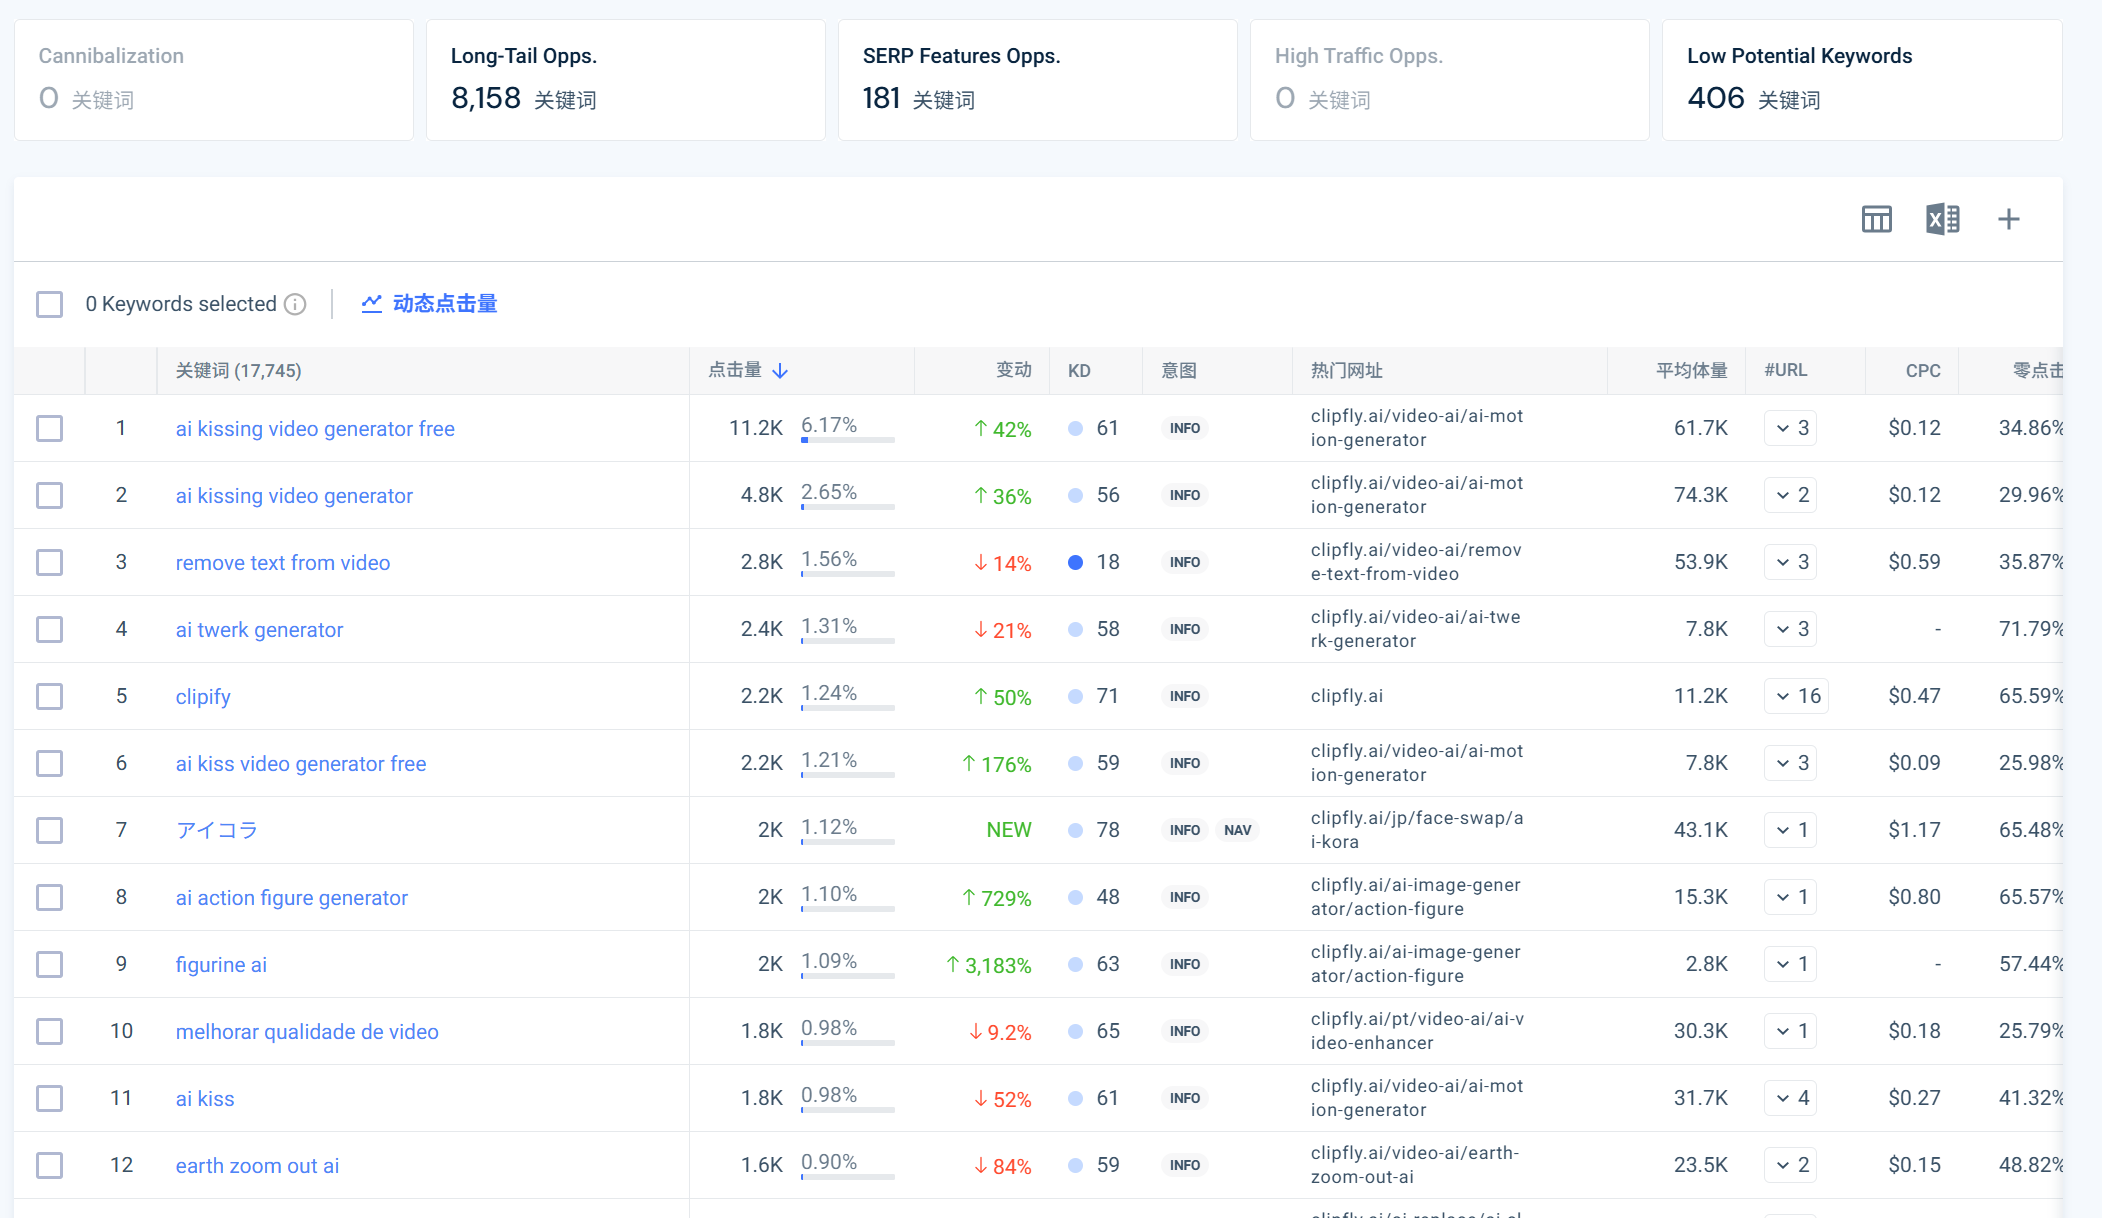 Cannibalization
0 关键词
Long-Tail Opps.
8,158 关键词
SERP Features Opps.
181 关键词
High Traffic Opps.
0 关键词
Low Potential Keywords
406 关键词
0 Keywords selected 动态点击量
关键词 (17,745) 点击量 变动 KD 意图 热门网址 平均体量 #URL CPC 零点击
1 ai kissing video generator free 11.2K 6.17% ↑ 42% 61 INFO clipfly.ai/video-ai/ai-mot 61.7K 3 $0.12 34.86%
ion-generator
2 ai kissing video generator 4.8K 2.65% ↑ 36% 56 INFO clipfly.ai/video-ai/ai-mot 74.3K 2 $0.12 29.96%
ion-generator
3 remove text from video 2.8K 1.56% ↓ 14% 18 INFO clipfly.ai/video-ai/remov 53.9K 3 $0.59 35.87%
e-text-from-video
4 ai twerk generator 2.4K 1.31% ↓ 21% 58 INFO clipfly.ai/video-ai/ai-twe 7.8K 3 - 71.79%
rk-generator
5 clipify 2.2K 1.24% ↑ 50% 71 INFO clipfly.ai 11.2K 16 $0.47 65.59%
6 ai kiss video generator free 2.2K 1.21% ↑ 176% 59 INFO clipfly.ai/video-ai/ai-mot 7.8K 3 $0.09 25.98%
ion-generator
7 アイコラ 2K 1.12% NEW 78 INFO NAV clipfly.ai/jp/face-swap/a 43.1K 1 $1.17 65.48%
i-kora
8 ai action figure generator 2K 1.10% ↑ 729% 48 INFO clipfly.ai/ai-image-gener 15.3K 1 $0.80 65.57%
ator/action-figure
9 figurine ai 2K 1.09% ↑ 3,183% 63 INFO clipfly.ai/ai-image-gener 2.8K 1 - 57.44%
ator/action-figure
10 melhorar qualidade de video 1.8K 0.98% ↓ 9.2% 65 INFO clipfly.ai/pt/video-ai/ai-v 30.3K 1 $0.18 25.79%
ideo-enhancer
11 ai kiss 1.8K 0.98% ↓ 52% 61 INFO clipfly.ai/video-ai/ai-mot 31.7K 4 $0.27 41.32%
ion-generator
12 earth zoom out ai 1.6K 0.90% ↓ 84% 59 INFO clipfly.ai/video-ai/earth- 23.5K 2 $0.15 48.82%
zoom-out-ai